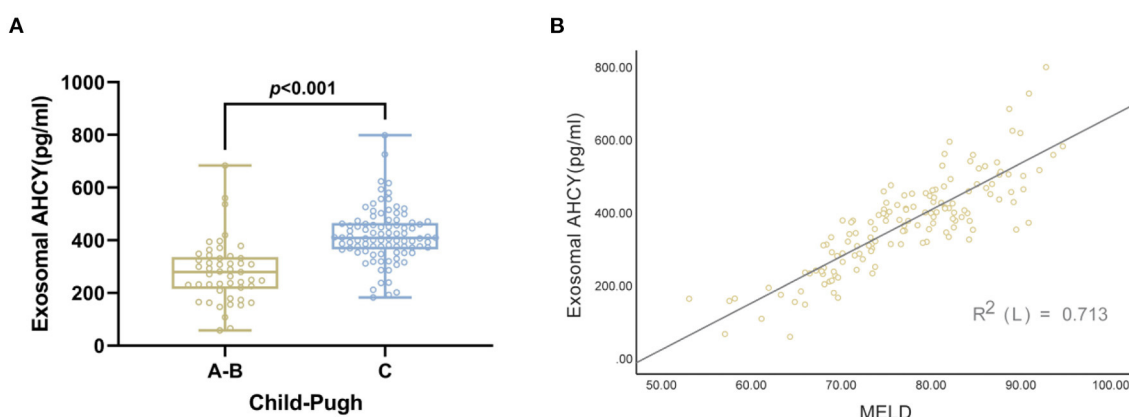 A
Exosomal AHCY(pg/ml)
1000
800
600
400
200
0
p<0.001
A-B
C
Child-Pugh
B
Exosomal AHCY(pg/ml)
800.00
600.00
400.00
200.00
.00
R² (L) = 0.713
50.00 60.00 70.00 80.00 90.00 100.00
MELD